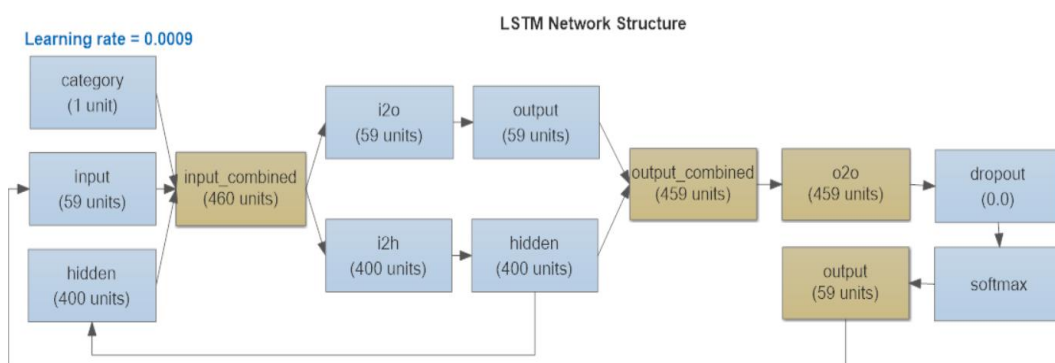 LSTM Network Structure
Learning rate = 0.0009
category
(1 unit)
input
(59 units)
hidden
(400 units)
input_combined
(460 units)
i2o
(59 units)
output
(59 units)
i2h
(400 units)
hidden
(400 units)
output_combined
(459 units)
o2o
(459 units)
dropout
(0.0)
output
(59 units)
softmax